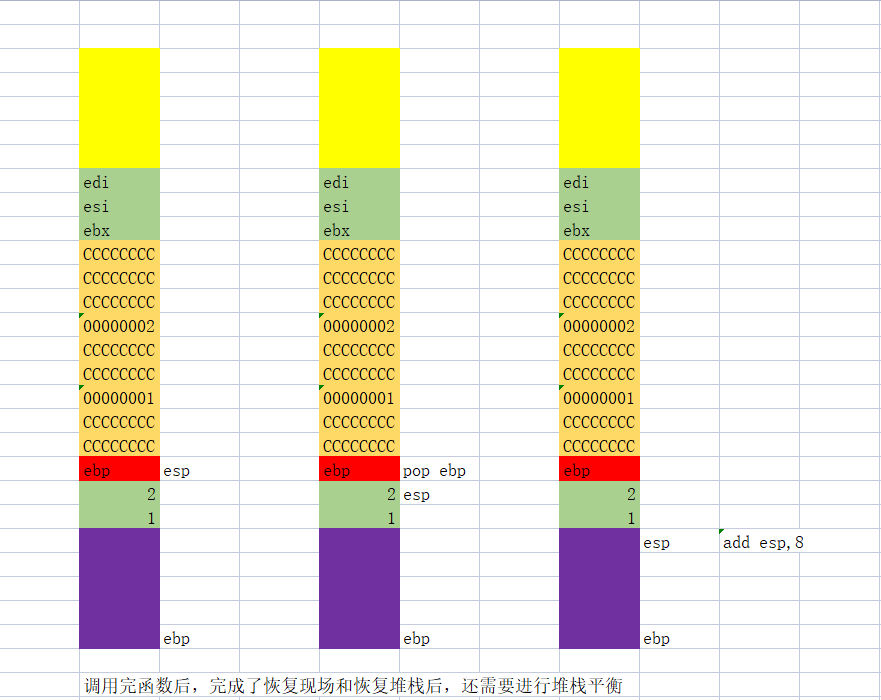 edi edi edi
esi esi esi
ebx ebx ebx
CCCCCCCC CCCCCCCC CCCCCCCC
CCCCCCCC CCCCCCCC CCCCCCCC
CCCCCCCC CCCCCCCC CCCCCCCC
00000002 00000002 00000002
CCCCCCCC CCCCCCCC CCCCCCCC
CCCCCCCC CCCCCCCC CCCCCCCC
00000001 00000001 00000001
CCCCCCCC CCCCCCCC CCCCCCCC
CCCCCCCC CCCCCCCC CCCCCCCC
ebp esp ebp pop ebp ebp
2 2 esp 2
1 1 1
esp add esp,8
ebp ebp ebp
调用完函数后，完成了恢复现场和恢复堆栈后，还需要进行堆栈平衡